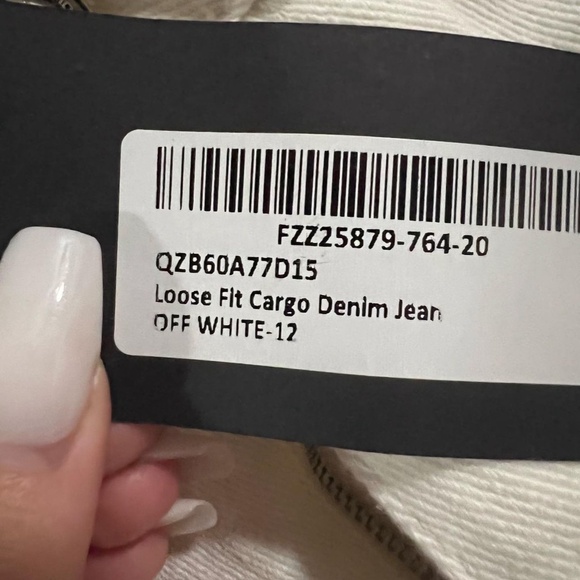 FZZ25879-764-20
QZB60A77D15
Loose Fit Cargo Denim Jean
OFF WHITE-12